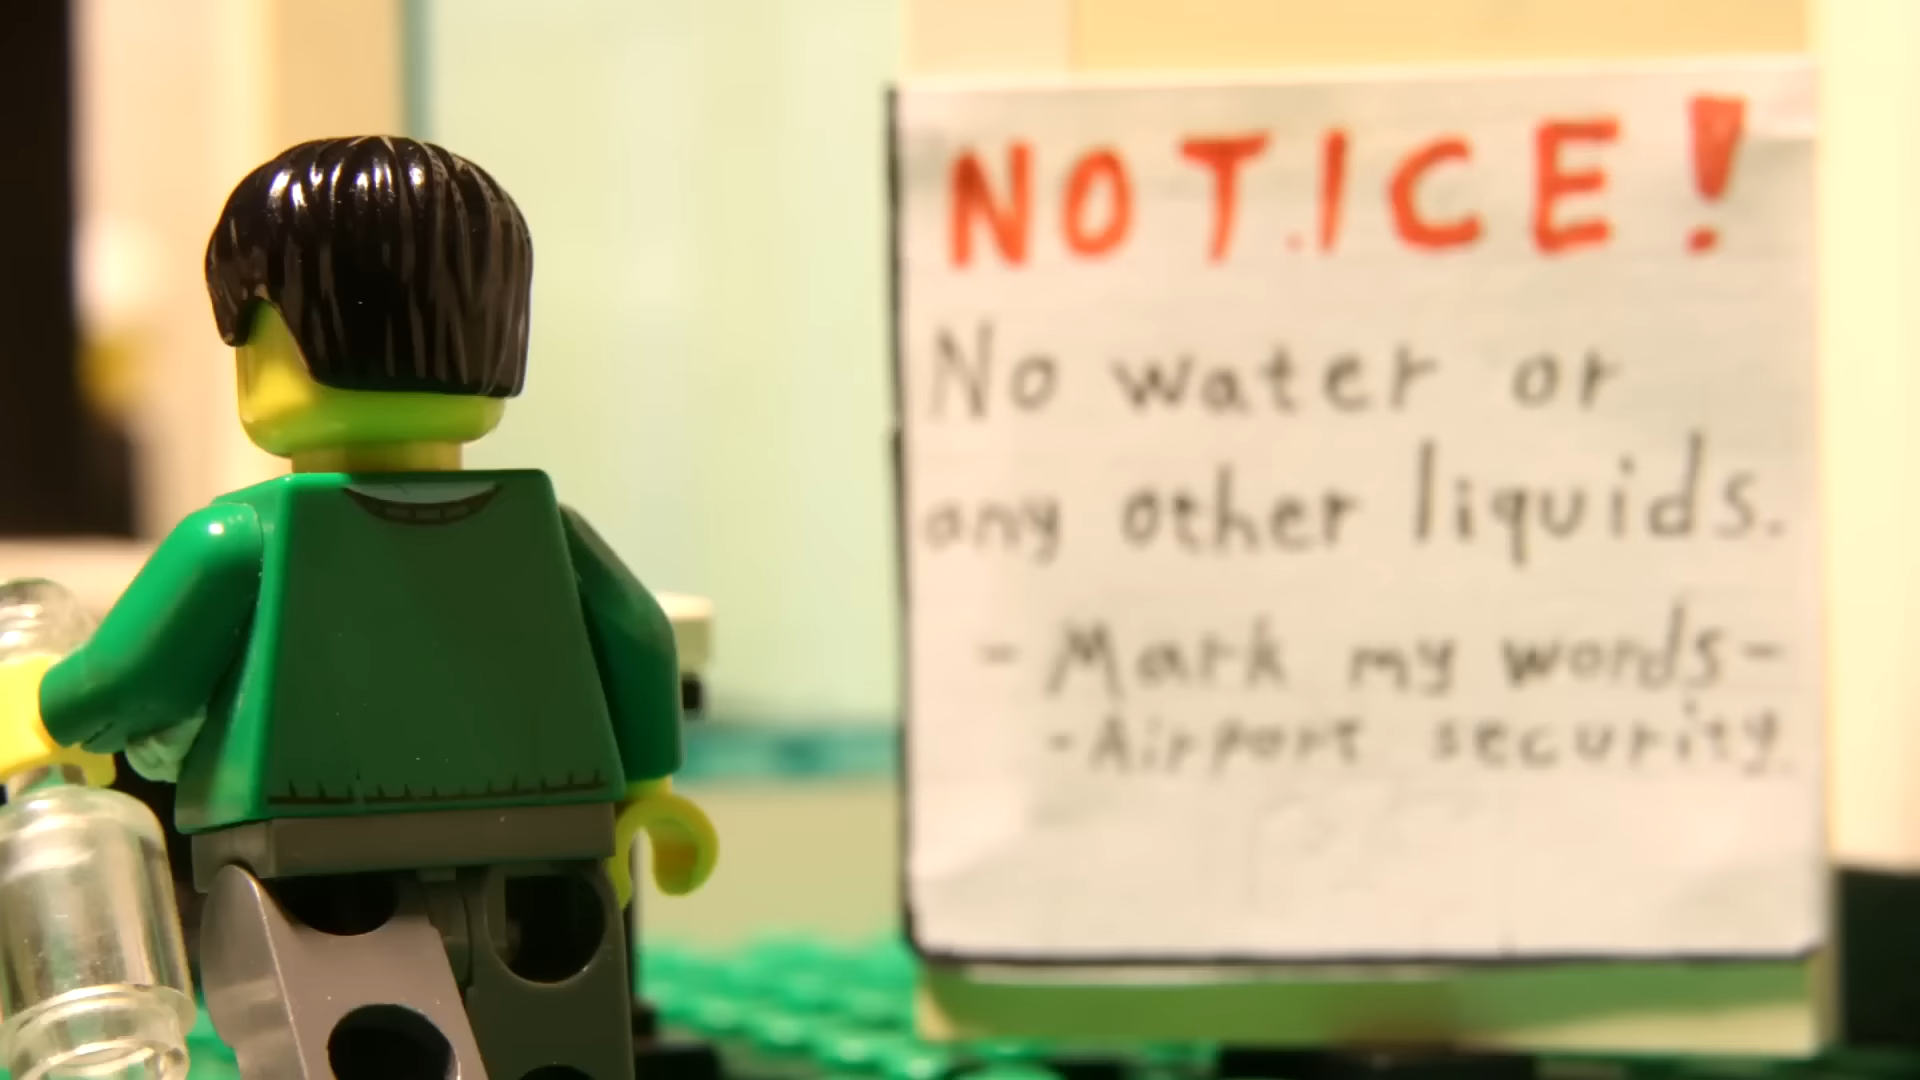 NOTICE!
No water or
any other liquids.
- Mark my words-
-Airport security.